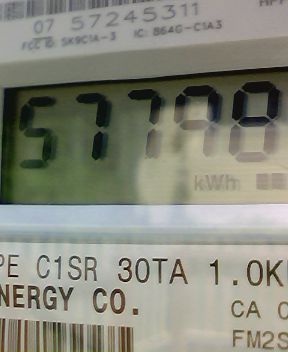 07 57245311
FCC ID: SK9C1A-3 IC: 864G-C1A3
57798
kWh
PE C1SR 30TA 1.0K
NERGY CO.
CA
FM2S